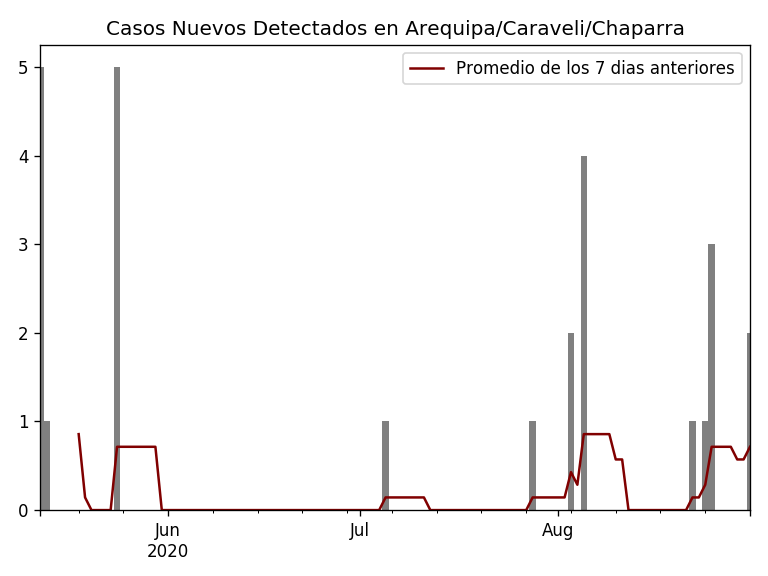 Casos Nuevos Detectados en Arequipa/Caraveli/Chaparra
Promedio de los 7 dias anteriores
5
4
3
2
1
0
Jun
2020
Jul
Aug